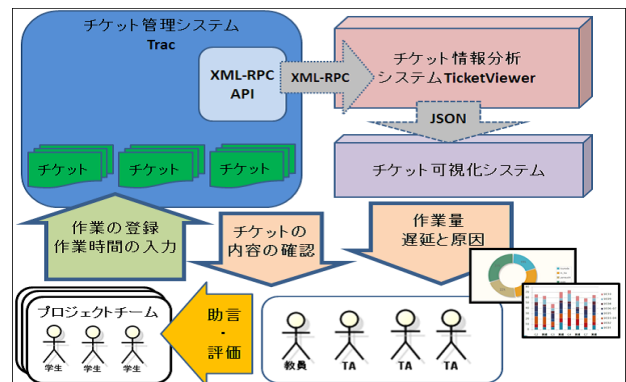 チケット管理システム
Trac
XML-RPC
API
XML-RPC
チケット情報分析
システムTicketViewer
JSON
チケット可視化システム
チケット
チケット
チケット
作業の登録
作業時間の入力
チケットの
内容の確認
作業量
遅延と原因
プロジェクトチーム
学生
学生
学生
助言
・
評価
教員
TA
TA
TA